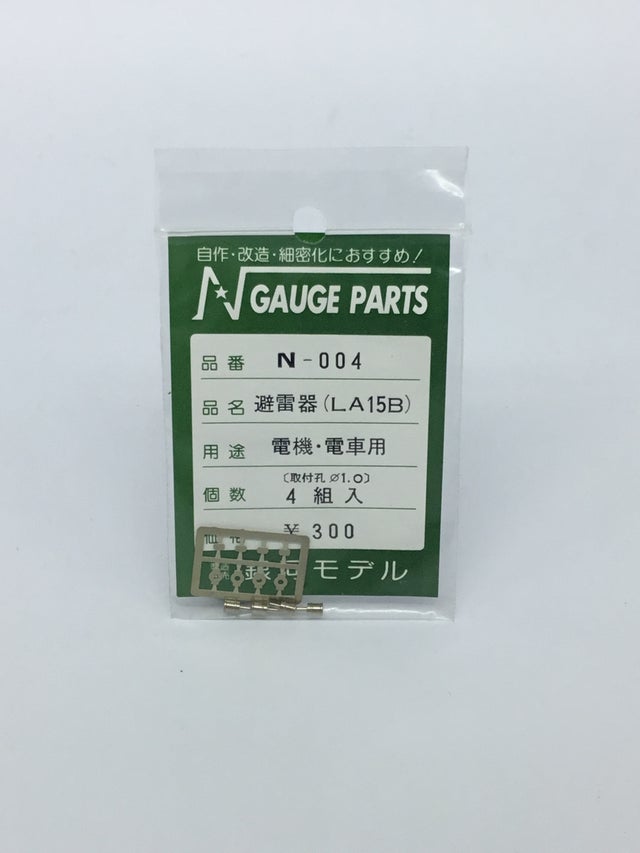 自作・改造・細密化におすすめ!
N GAUGE PARTS
品番 N-004
品名 避雷器(LA15B)
用途 電機・電車用
(取付孔 ø1.0)
個数 4組入
¥300
モデル